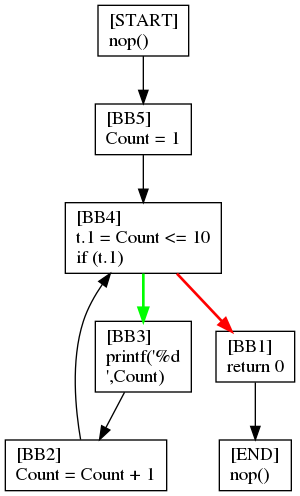 [START]
nop()
[BB5]
Count = 1
[BB4]
t.1 = Count <= 10
if (t.1)
[BB3]
printf('%d
',Count)
[BB1]
return 0
[BB2]
Count = Count + 1
[END]
nop()